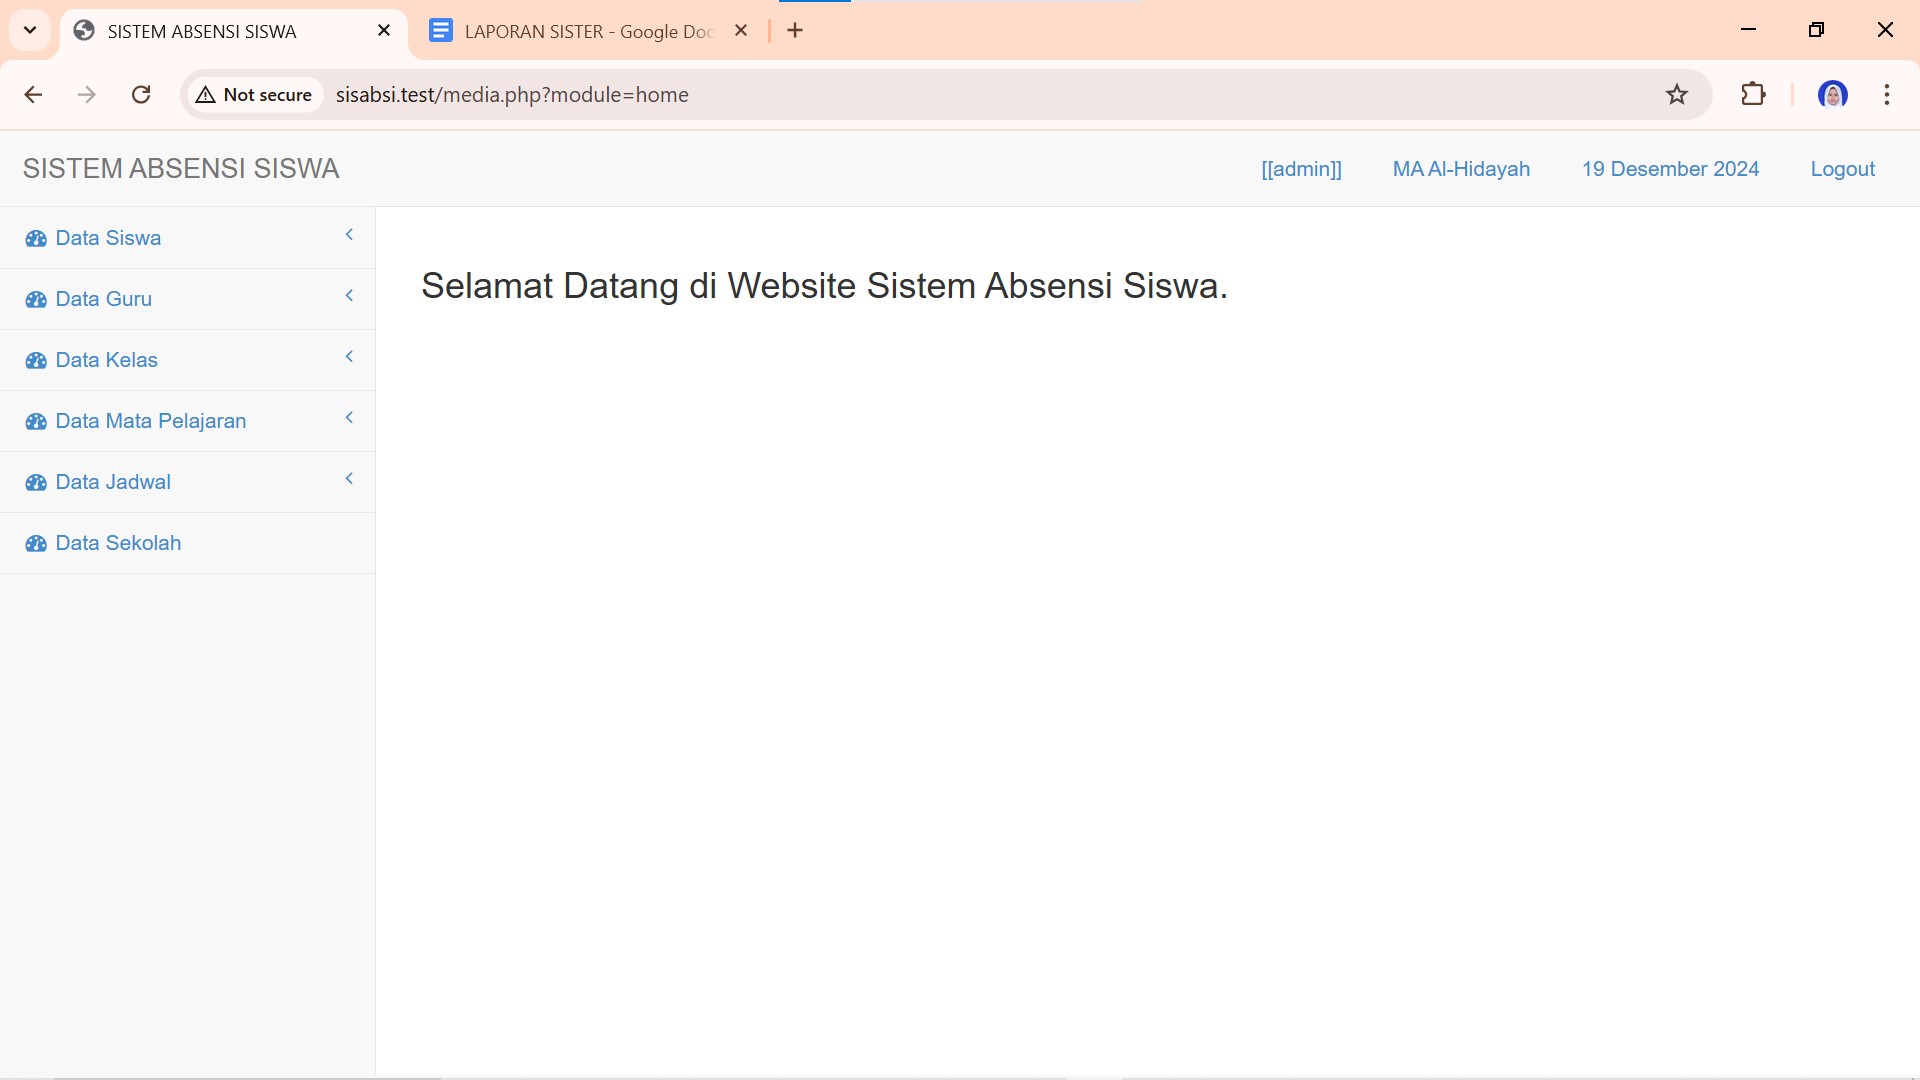 SISTEM ABSENSI SISWA
LAPORAN SISTER - Google Doc
Not secure
sisabsi.test/media.php?module=home
SISTEM ABSENSI SISWA
[[admin]]
MA Al-Hidayah
19 Desember 2024
Logout
Data Siswa
Data Guru
Data Kelas
Data Mata Pelajaran
Data Jadwal
Data Sekolah
Selamat Datang di Website Sistem Absensi Siswa.